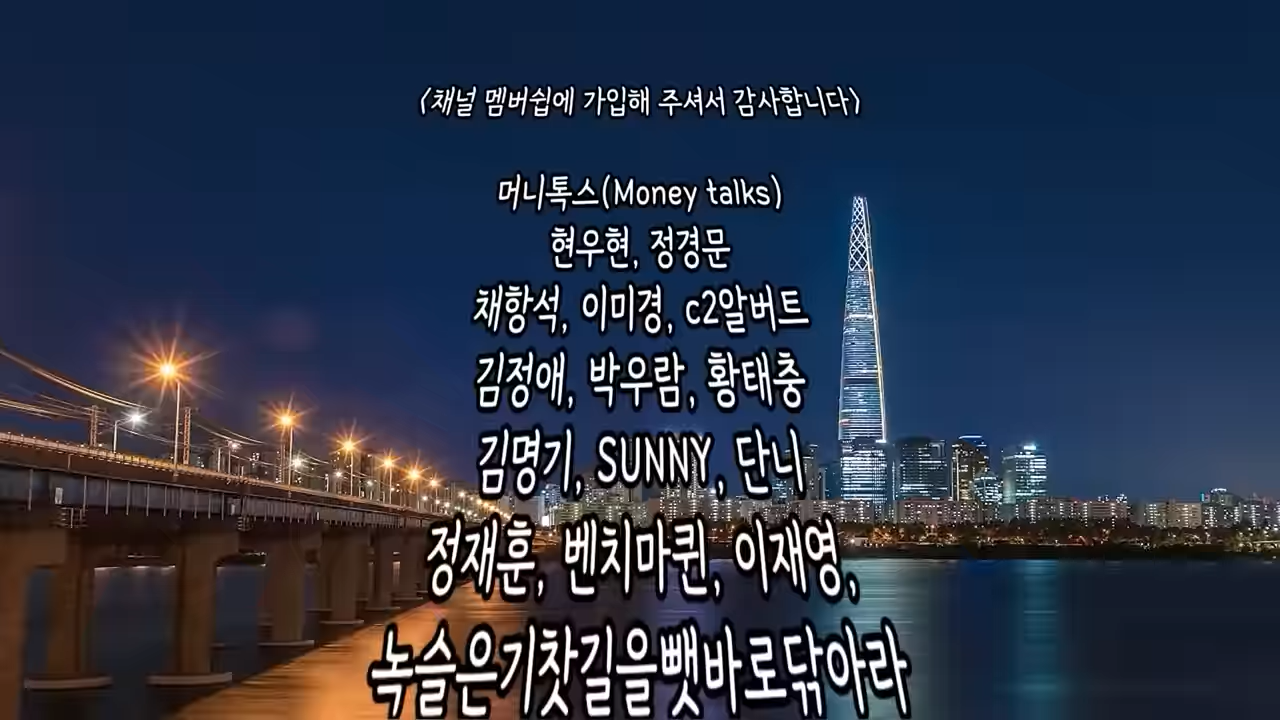 <채널 멤버쉽에 가입해 주셔서 감사합니다>
머니톡스(Money talks)
현우현, 정경문
채항석, 이미경, c2알버트
김정애, 박우람, 황태충
김명기, SUNNY, 단니
정재훈, 벤치마퀸, 이재영,
녹슬은기찻길을뺏바로닦아라